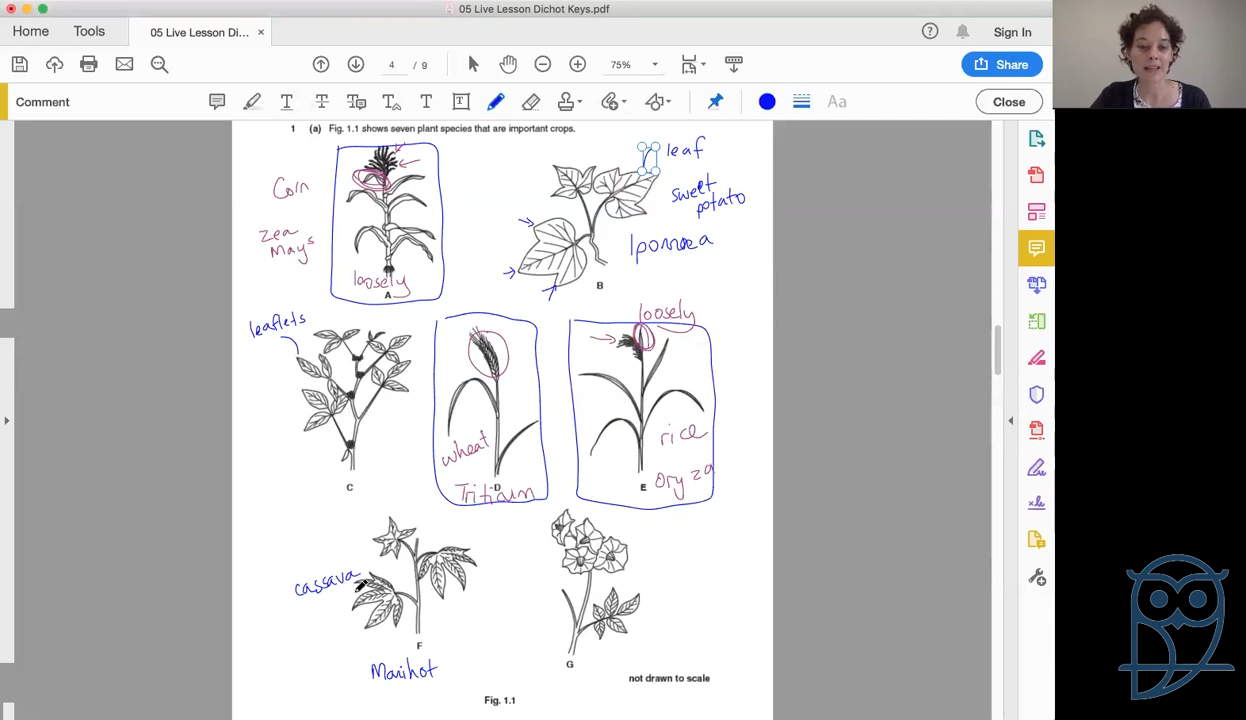 05 Live Lesson Dichot Keys.pdf
Home
Tools
05 Live Lesson Di...
×
Sign In
4 / 9
75%
Share
Comment
Aa
Close
1 (a) Fig. 1.1 shows seven plant species that are important crops.
leaf
Coin
sweet
potato
zea
mays
Ipomoea
loosely
A
B
leaflets
loosely
wheat
rice
Oryza
C
D
E
cassava
F
Manihot
G
not drawn to scale
Fig. 1.1